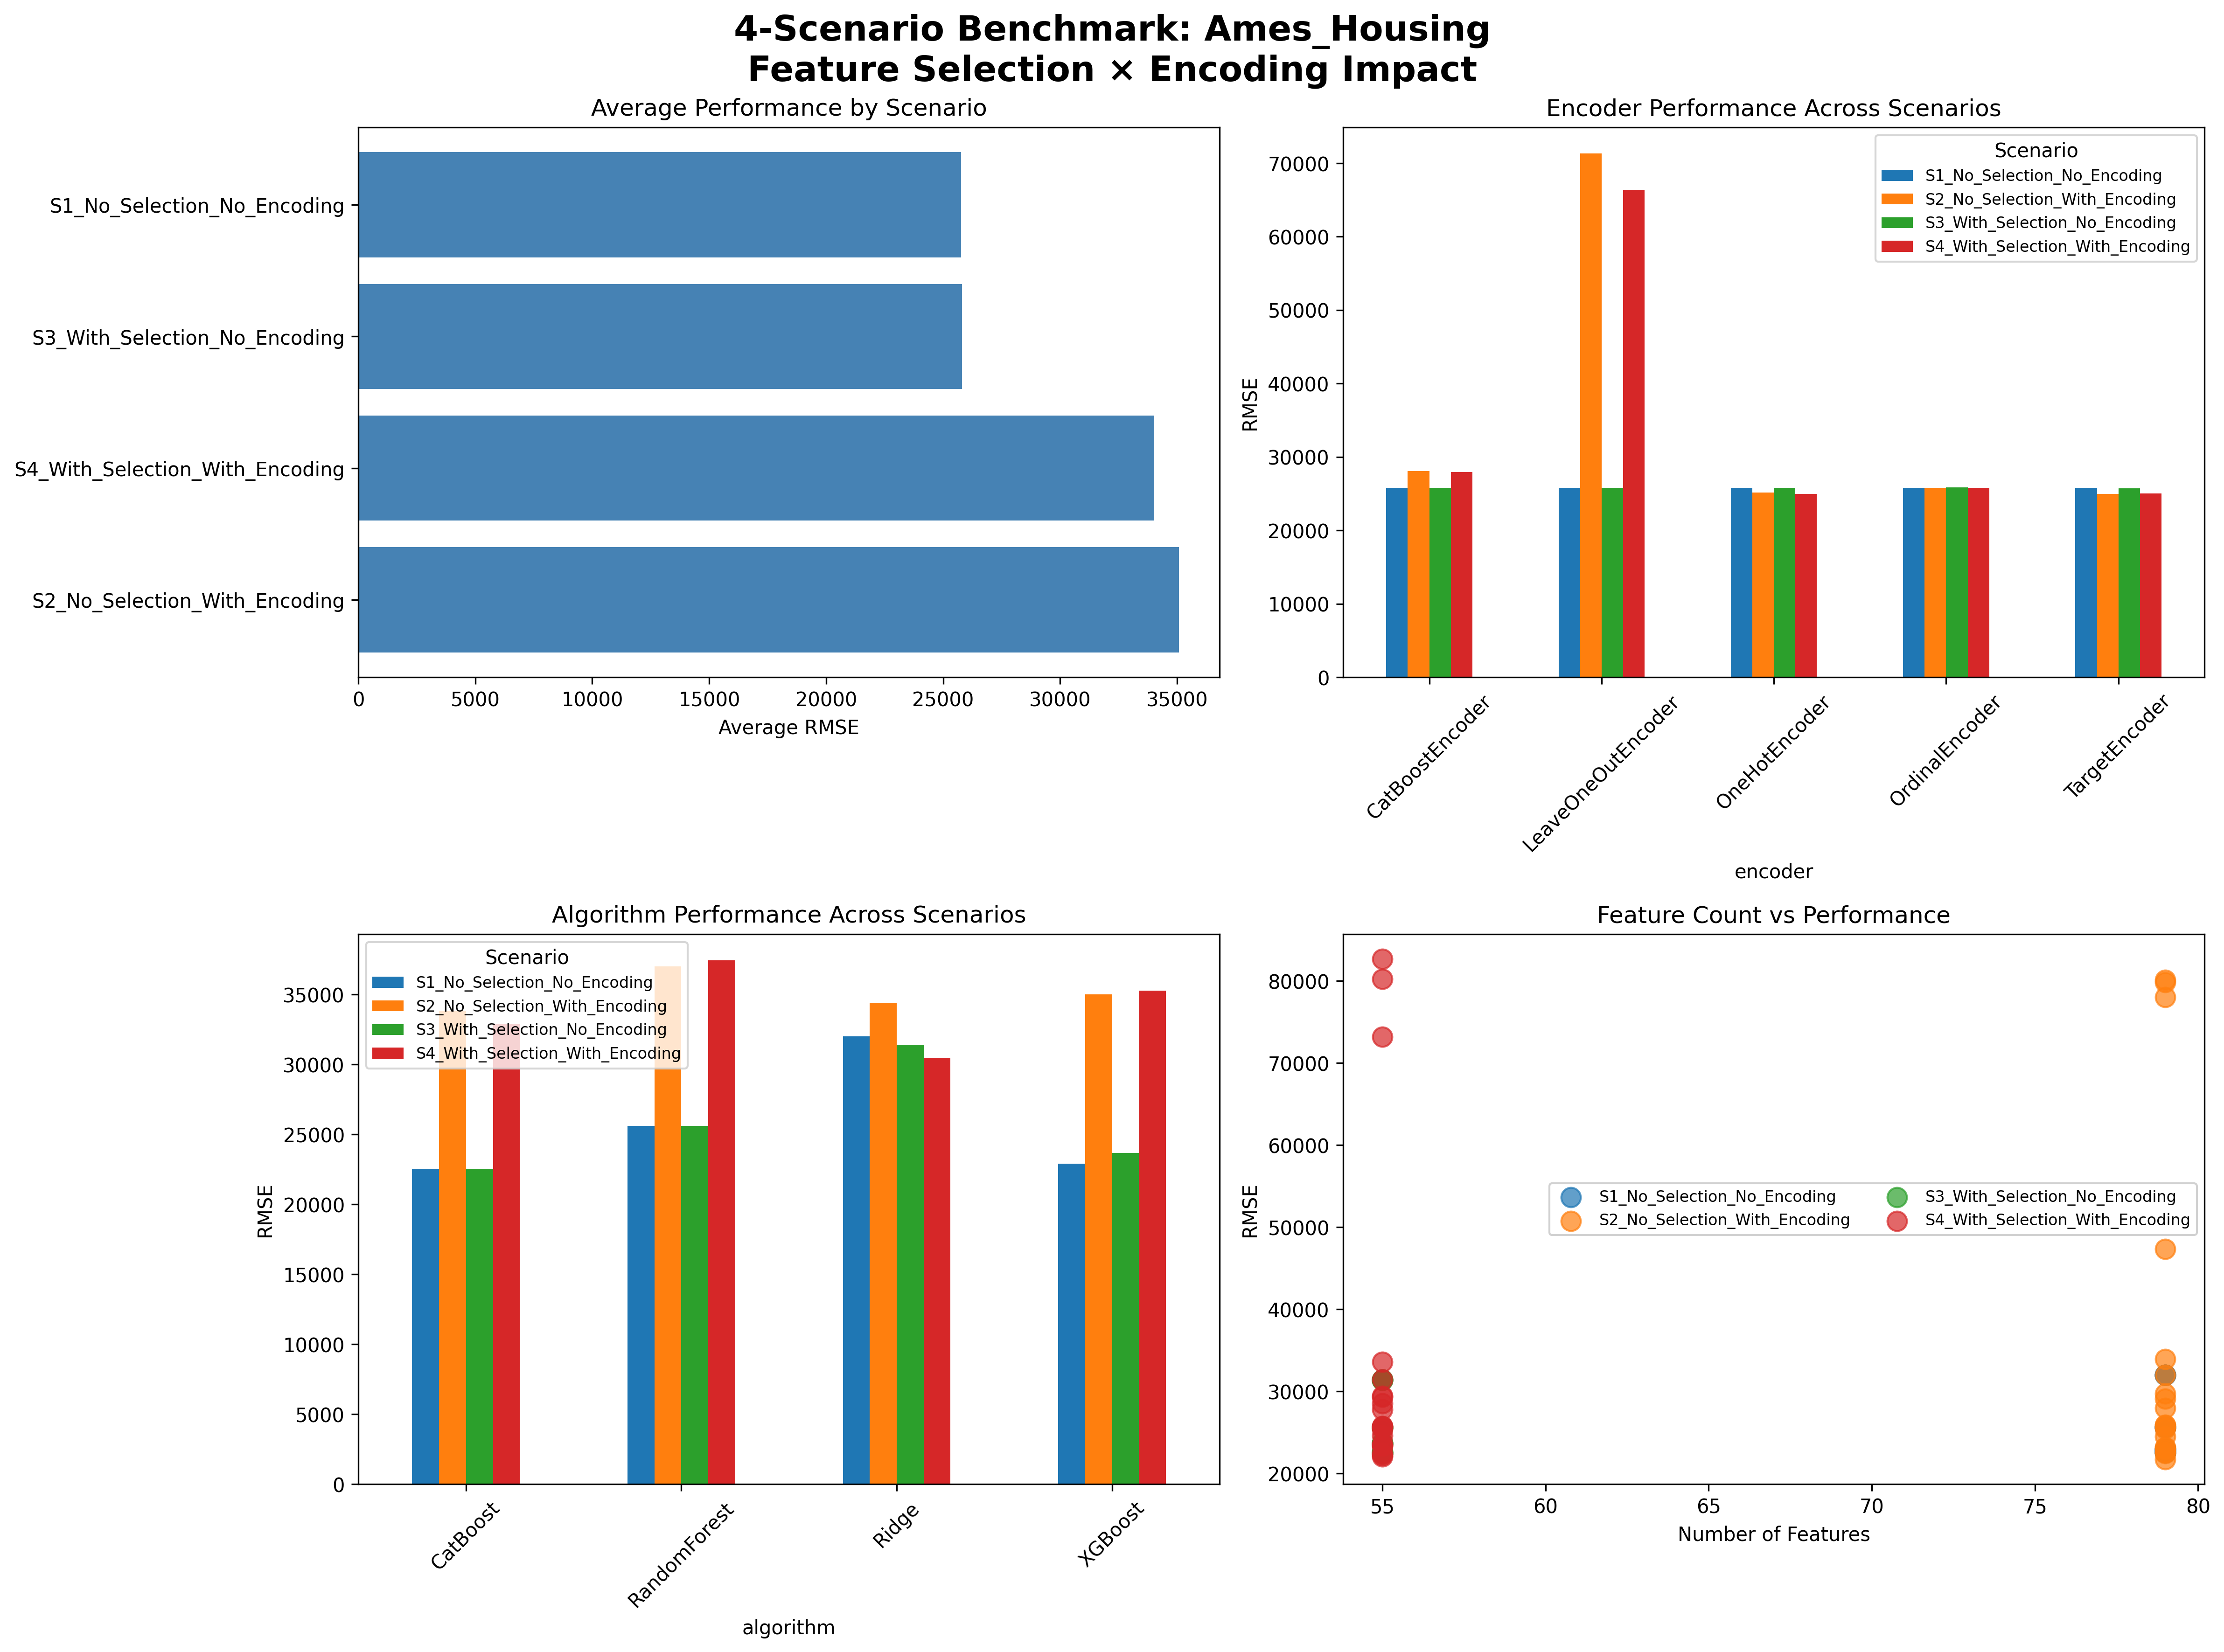 4-Scenario Benchmark: Ames_Housing
Feature Selection × Encoding Impact
Average Performance by Scenario
S1_No_Selection_No_Encoding
S3_With_Selection_No_Encoding
S4_With_Selection_With_Encoding
S2_No_Selection_With_Encoding
0 5000 10000 15000 20000 25000 30000 35000
Average RMSE
Encoder Performance Across Scenarios
Scenario
S1_No_Selection_No_Encoding
S2_No_Selection_With_Encoding
S3_With_Selection_No_Encoding
S4_With_Selection_With_Encoding
70000
60000
50000
40000
30000
20000
10000
0
RMSE
CatBoostEncoder
LeaveOneOutEncoder
OneHotEncoder
OrdinalEncoder
TargetEncoder
encoder
Algorithm Performance Across Scenarios
Scenario
S1_No_Selection_No_Encoding
S2_No_Selection_With_Encoding
S3_With_Selection_No_Encoding
S4_With_Selection_With_Encoding
35000
30000
25000
20000
15000
10000
5000
0
RMSE
CatBoost
RandomForest
Ridge
XGBoost
algorithm
Feature Count vs Performance
80000
70000
60000
50000
40000
30000
20000
RMSE
S1_No_Selection_No_Encoding
S2_No_Selection_With_Encoding
S3_With_Selection_No_Encoding
S4_With_Selection_With_Encoding
55 60 65 70 75 80
Number of Features